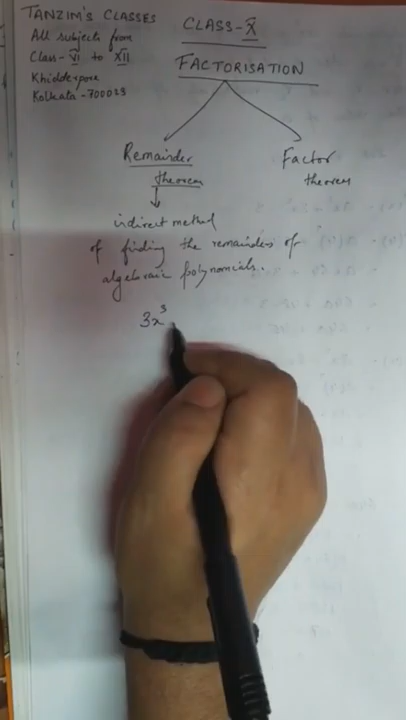 TANZIM'S CLASSES
All subjects from
Class - VI to XII
Khidderpore
Kolkata - 700023
CLASS - X
FACTORISATION
Remainder theorem
Factor theorem
indirect method
of finding the remainders of
algebraic polynomials.
3x³